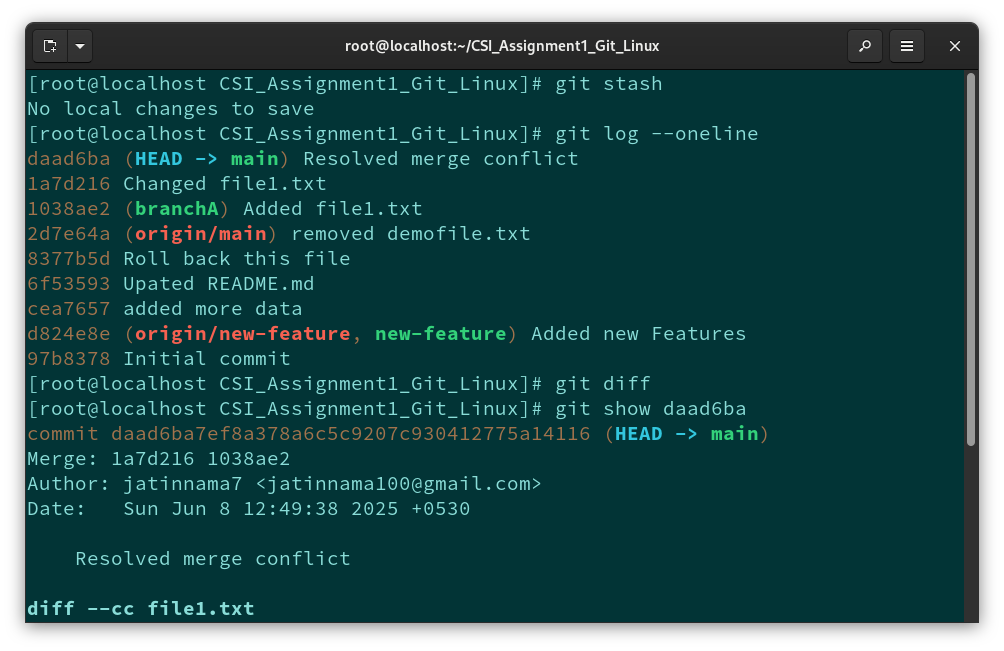 root@localhost:~/CSI_Assignment1_Git_Linux
[root@localhost CSI_Assignment1_Git_Linux]# git stash
No local changes to save
[root@localhost CSI_Assignment1_Git_Linux]# git log --oneline
daad6ba (HEAD -> main) Resolved merge conflict
1a7d216 Changed file1.txt
1038ae2 (branchA) Added file1.txt
2d7e64a (origin/main) removed demofile.txt
8377b5d Roll back this file
6f53593 Upated README.md
cea7657 added more data
d824e8e (origin/new-feature, new-feature) Added new Features
97b8378 Initial commit
[root@localhost CSI_Assignment1_Git_Linux]# git diff
[root@localhost CSI_Assignment1_Git_Linux]# git show daad6ba
commit daad6ba7ef8a378a6c5c9207c930412775a14116 (HEAD -> main)
Merge: 1a7d216 1038ae2
Author: jatinnama7 <jatinnama100@gmail.com>
Date:   Sun Jun 8 12:49:38 2025 +0530
    Resolved merge conflict
diff --cc file1.txt